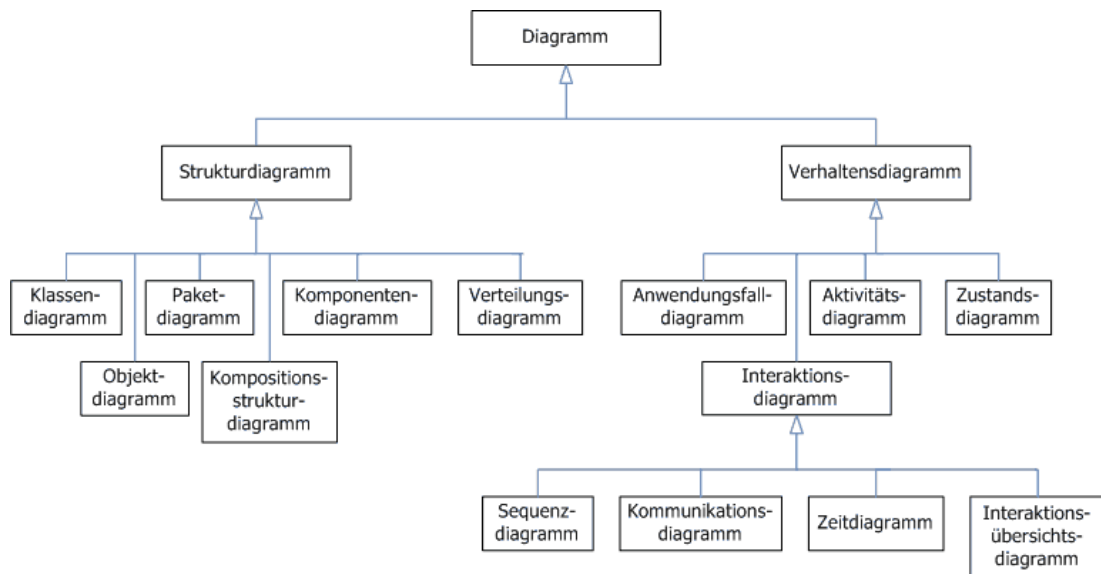 Diagramm
Strukturdiagramm
Verhaltensdiagramm
Klassen-
diagramm
Paket-
diagramm
Komponenten-
diagramm
Verteilungs-
diagramm
Objekt-
diagramm
Kompositions-
struktur-
diagramm
Anwendungsfall-
diagramm
Aktivitäts-
diagramm
Zustands-
diagramm
Interaktions-
diagramm
Sequenz-
diagramm
Kommunikations-
diagramm
Zeitdiagramm
Interaktions-
übersichts-
diagramm